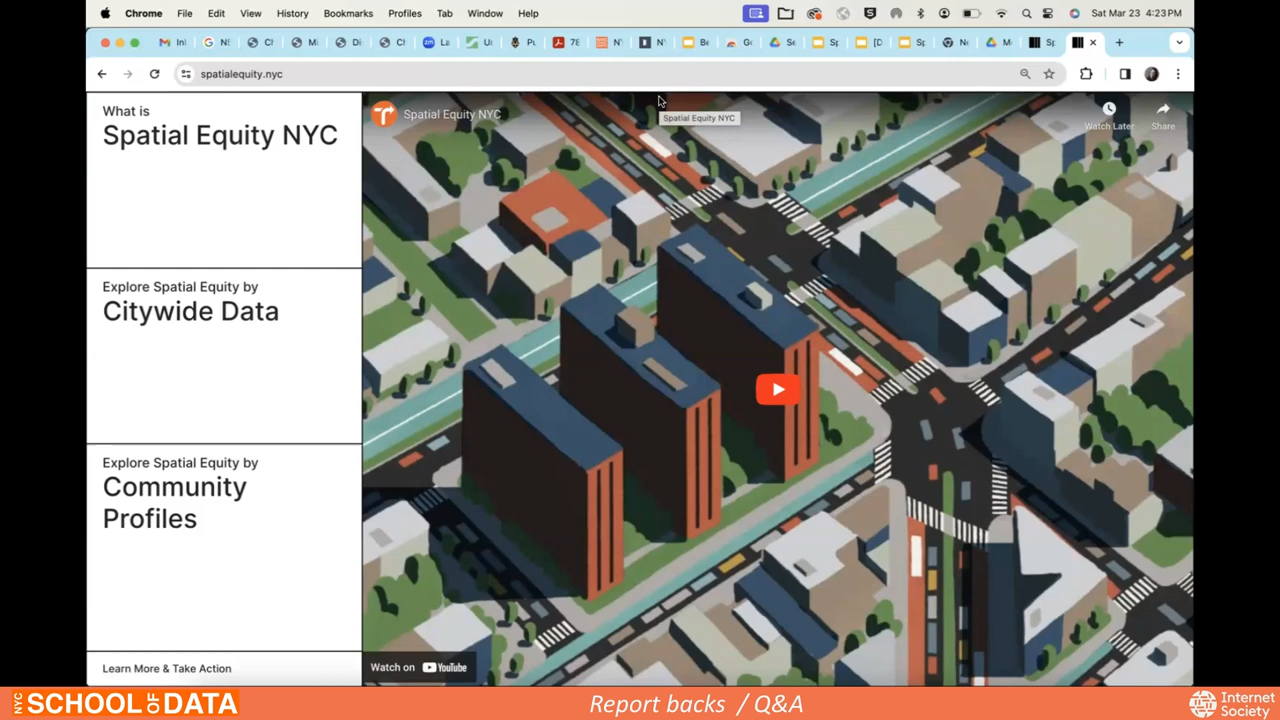 Chrome File Edit View History Bookmarks Profiles Tab Window Help Sat Mar 23 4:23 PM
spatialequity.nyc
What is
Spatial Equity NYC
Explore Spatial Equity by
Citywide Data
Explore Spatial Equity by
Community
Profiles
Learn More & Take Action
Spatial Equity NYC
Spatial Equity NYC
Watch Later Share
Watch on YouTube
NYC SCHOOL OF DATA
Report backs / Q&A
Internet
Society